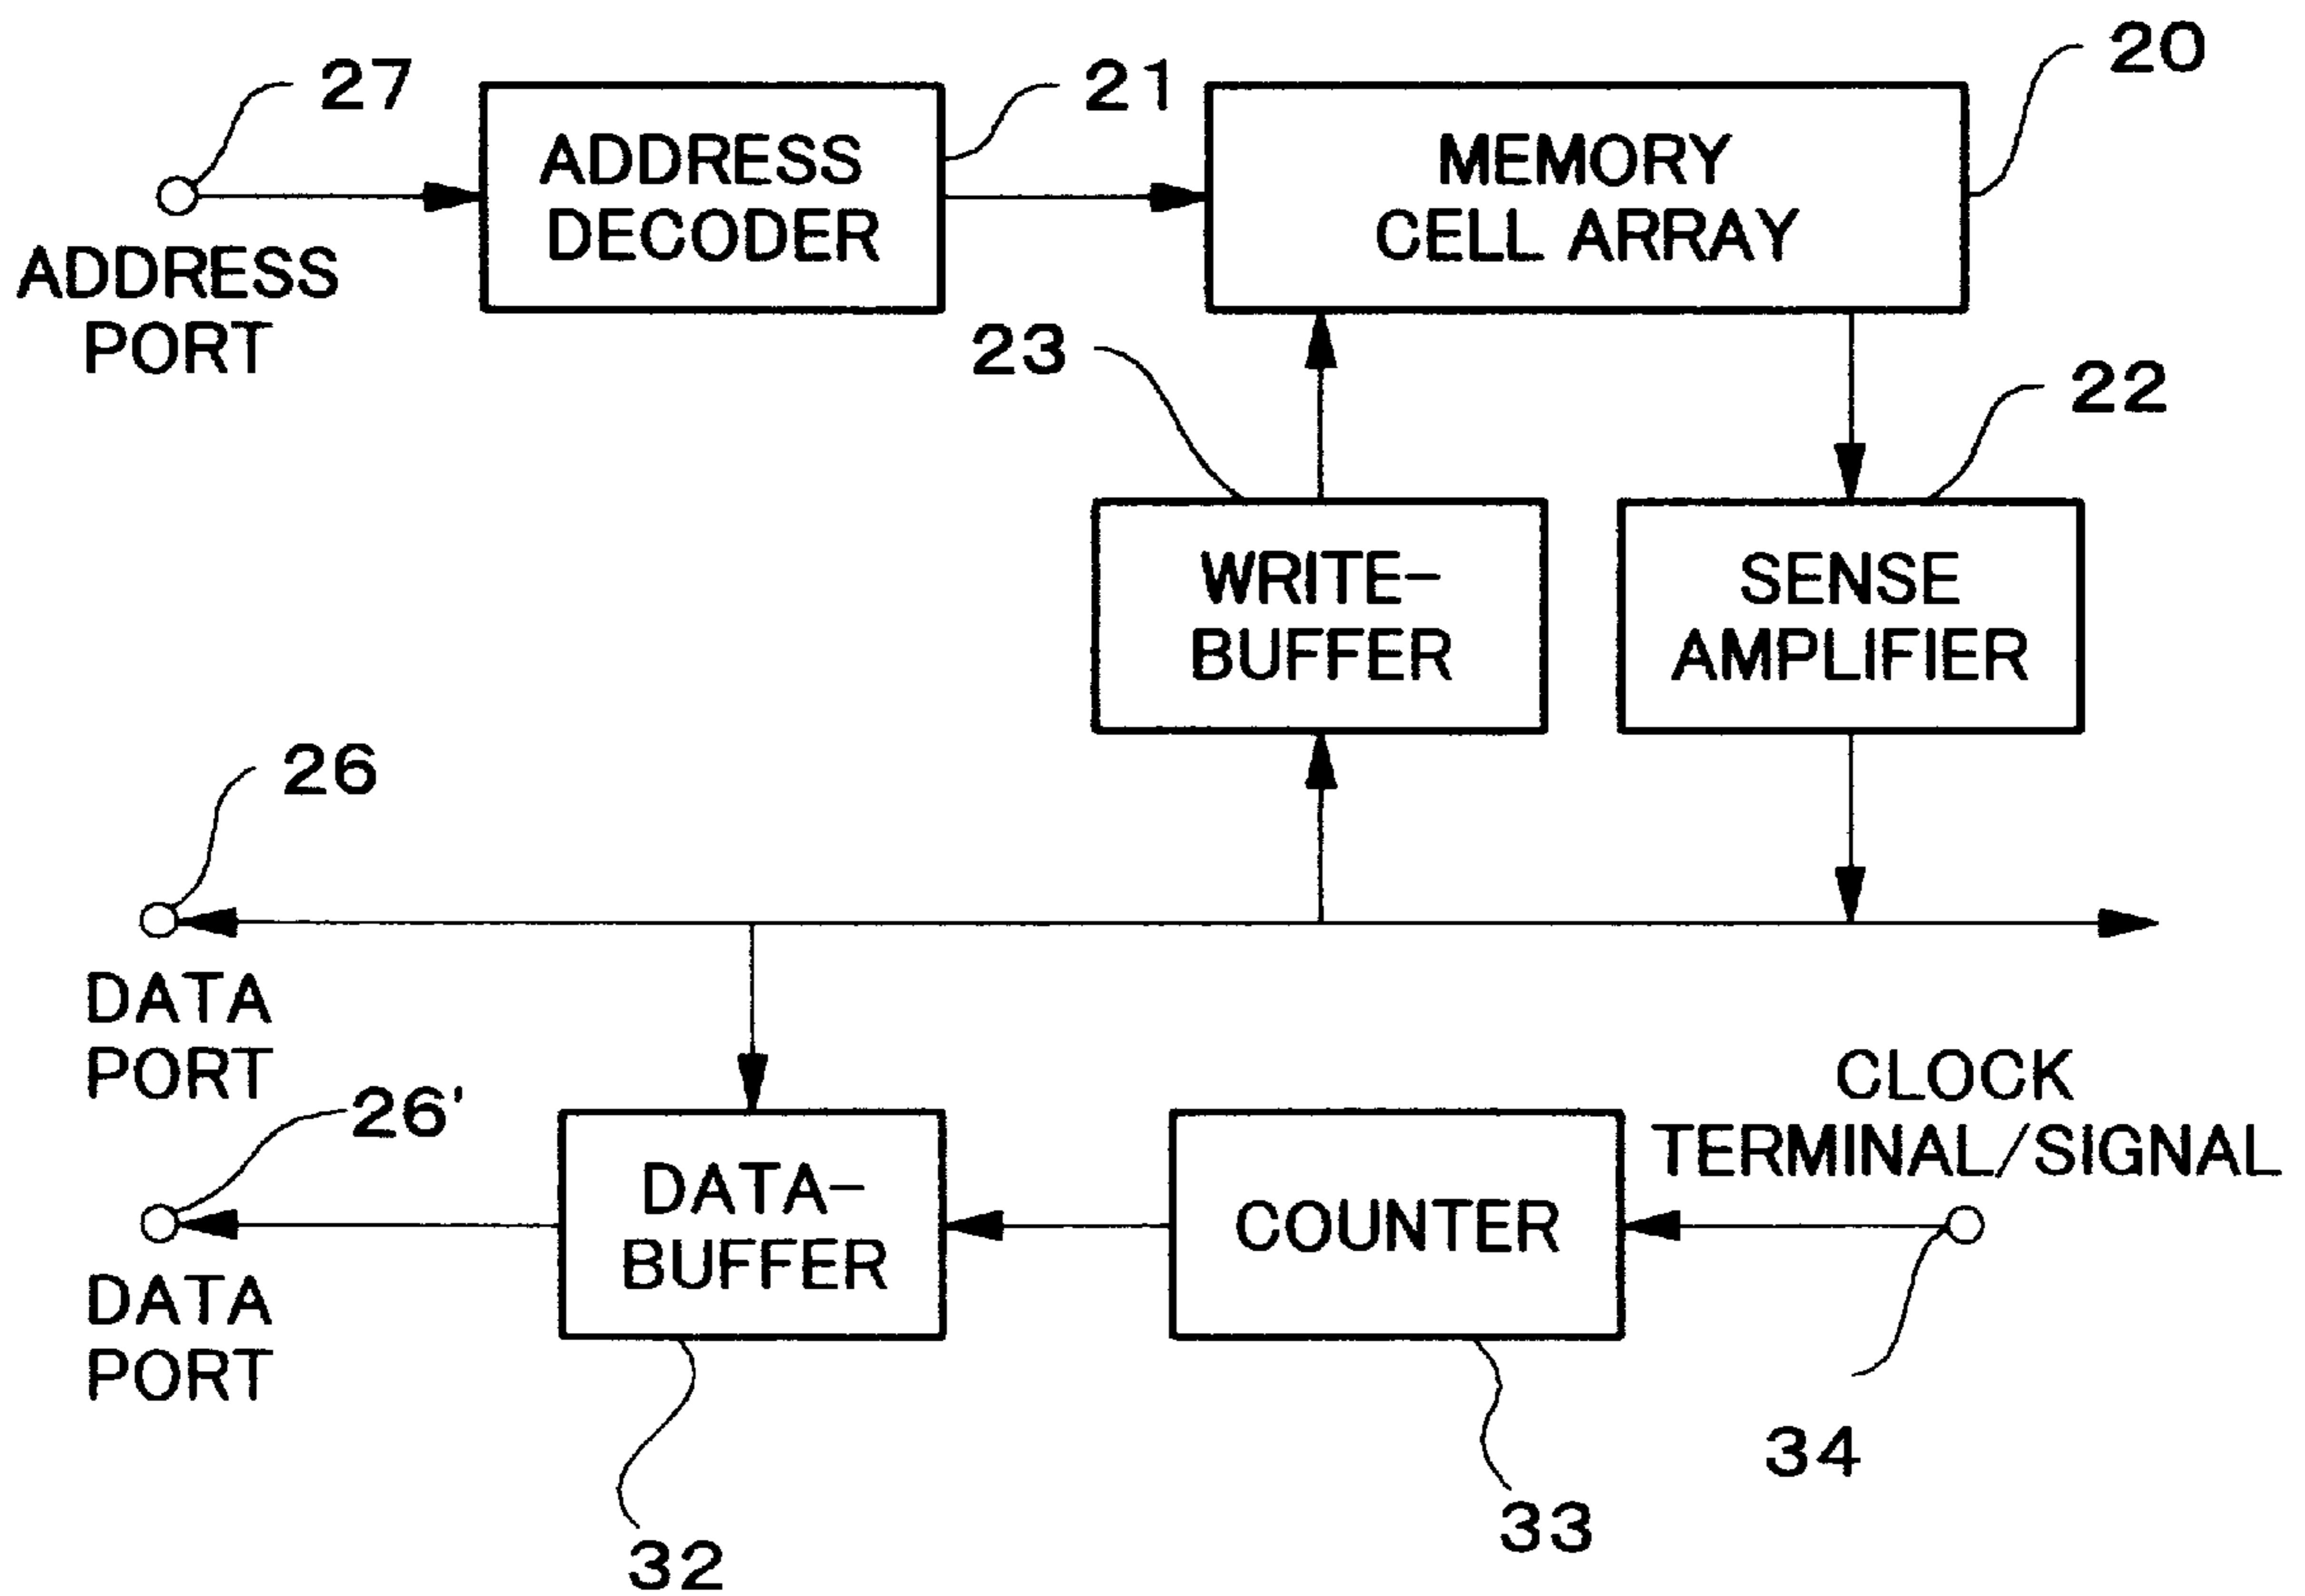 27
ADDRESS
PORT
ADDRESS
DECODER
21
MEMORY
CELL ARRAY
20
23
22
WRITE-
BUFFER
SENSE
AMPLIFIER
26
DATA
PORT
26'
DATA
PORT
DATA-
BUFFER
32
COUNTER
33
CLOCK
TERMINAL/SIGNAL
34